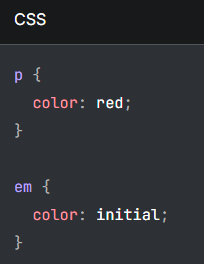 CSS
p {
  color: red;
}

em {
  color: initial;
}